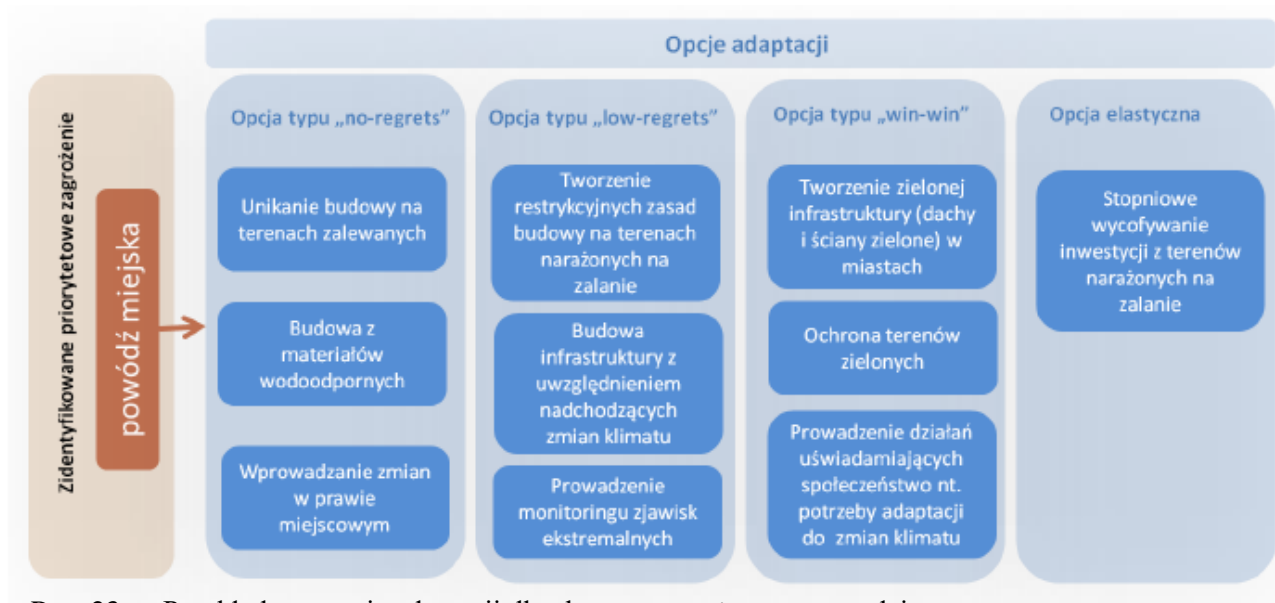 Opcje adaptacji
Zidentyfikowane priorytetowe zagrożenie
powódź miejska
Opcja typu „no-regrets”
Unikanie budowy na
terenach zalewanych
Budowa z
materiałów
wodoodpornych
Wprowadzanie zmian
w prawie
miejscowym
Opcja typu „low-regrets”
Tworzenie
restrykcyjnych zasad
budowy na terenach
narażonych na
zalanie
Budowa
infrastruktury z
uwzględnieniem
nadchodzących
zmian klimatu
Prowadzenie
monitoringu zjawisk
ekstremalnych
Opcja typu „win-win”
Tworzenie zielonej
infrastruktury (dachy
i ściany zielone) w
miastach
Ochrona terenów
zielonych
Prowadzenie działań
uświadamiających
społeczeństwo nt.
potrzeby adaptacji
do zmian klimatu
Opcja elastyczna
Stopniowe
wycofywanie
inwestycji z terenów
narażonych na
zalanie